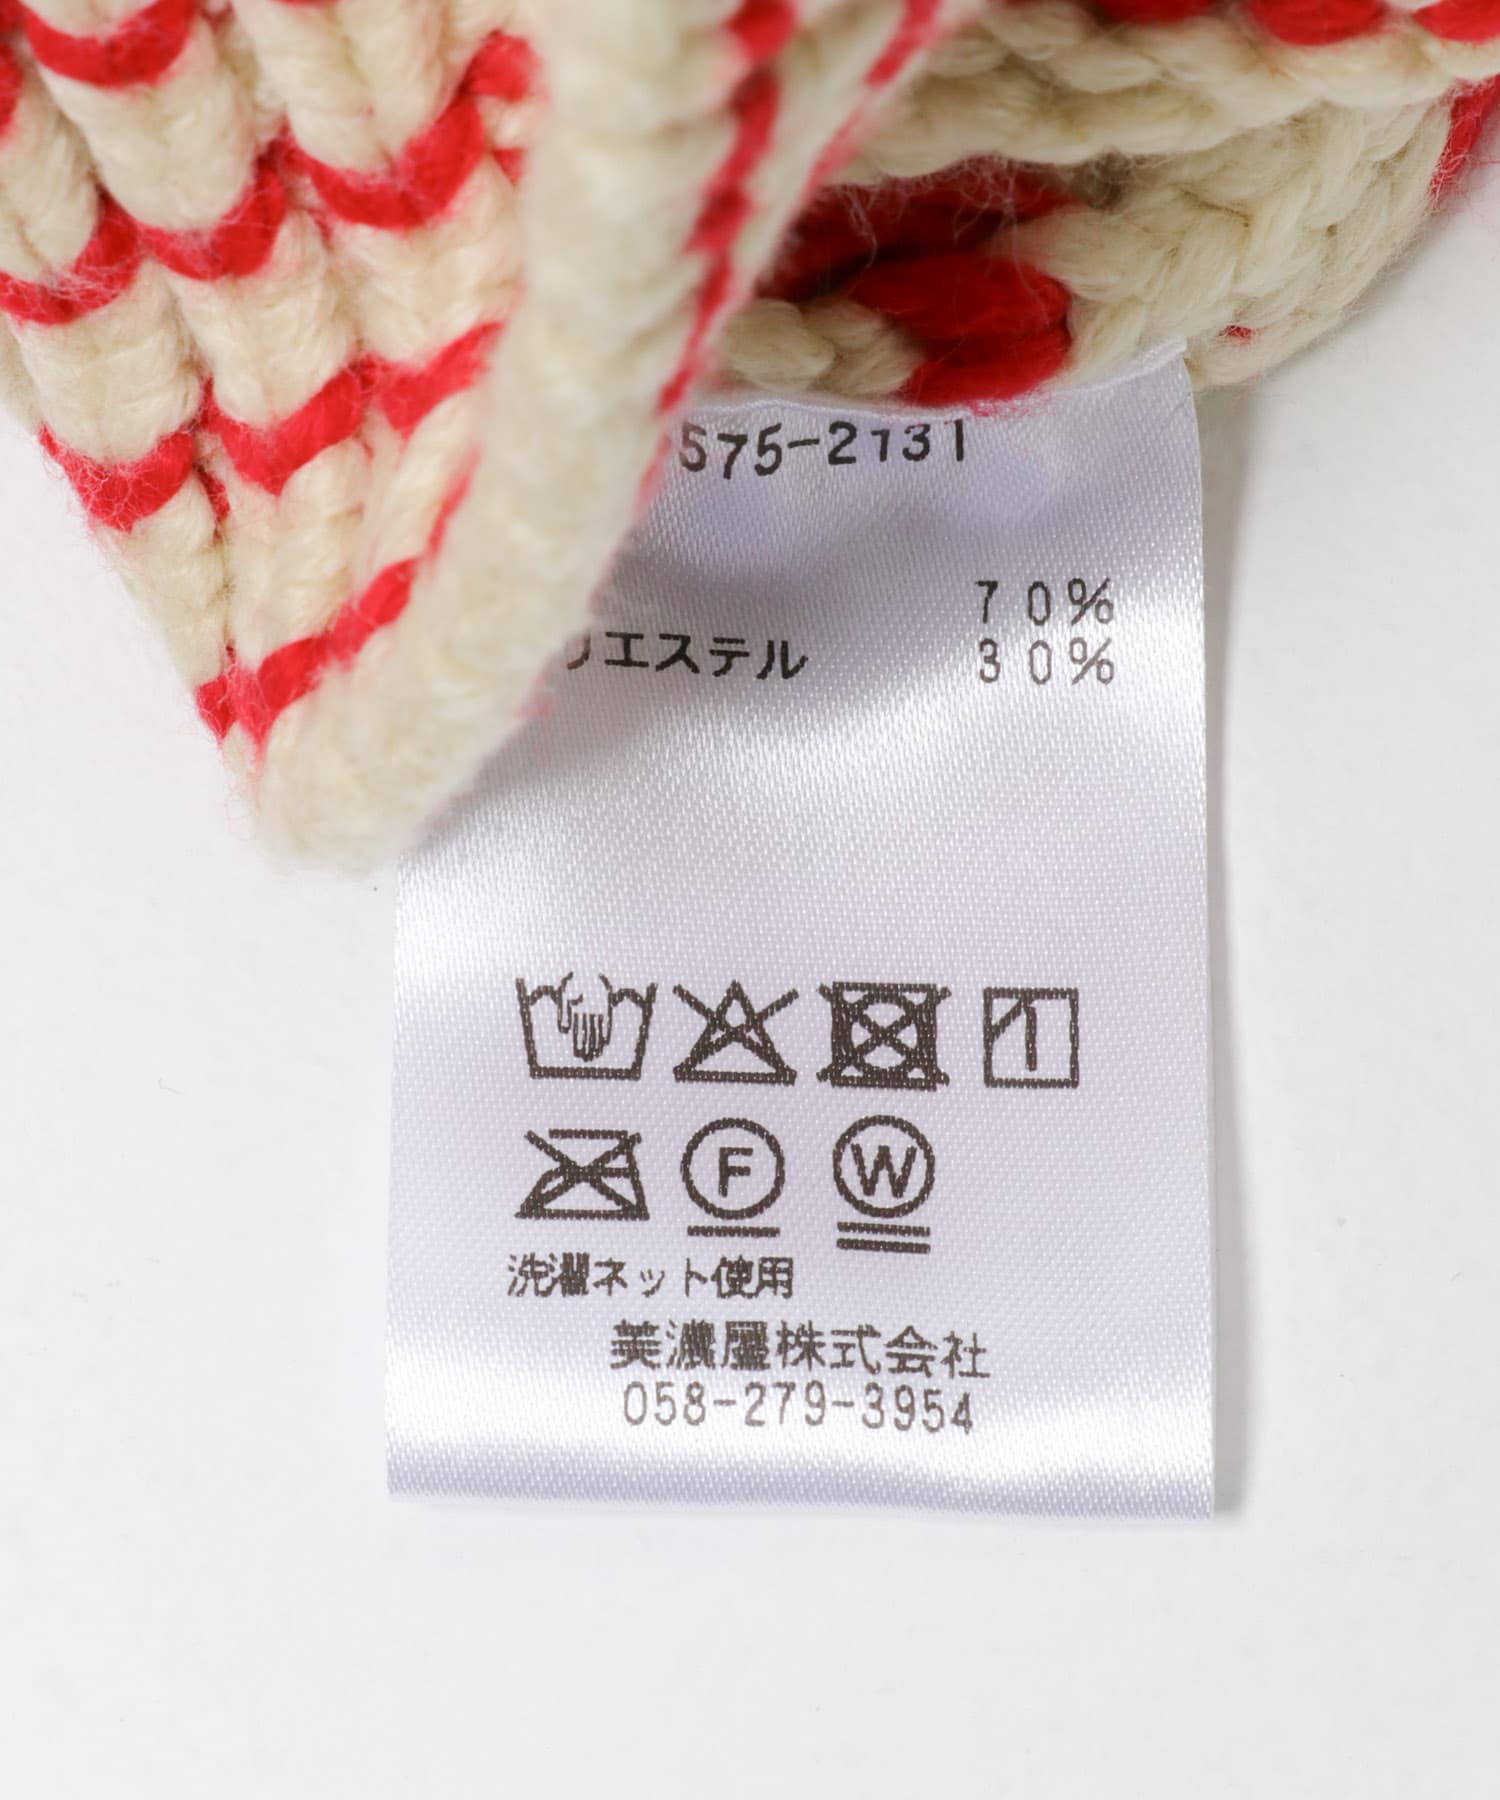 575-2131
70%
リエステル 30%
F W
洗濯ネット使用
美濃屋株式会社
058-279-3954